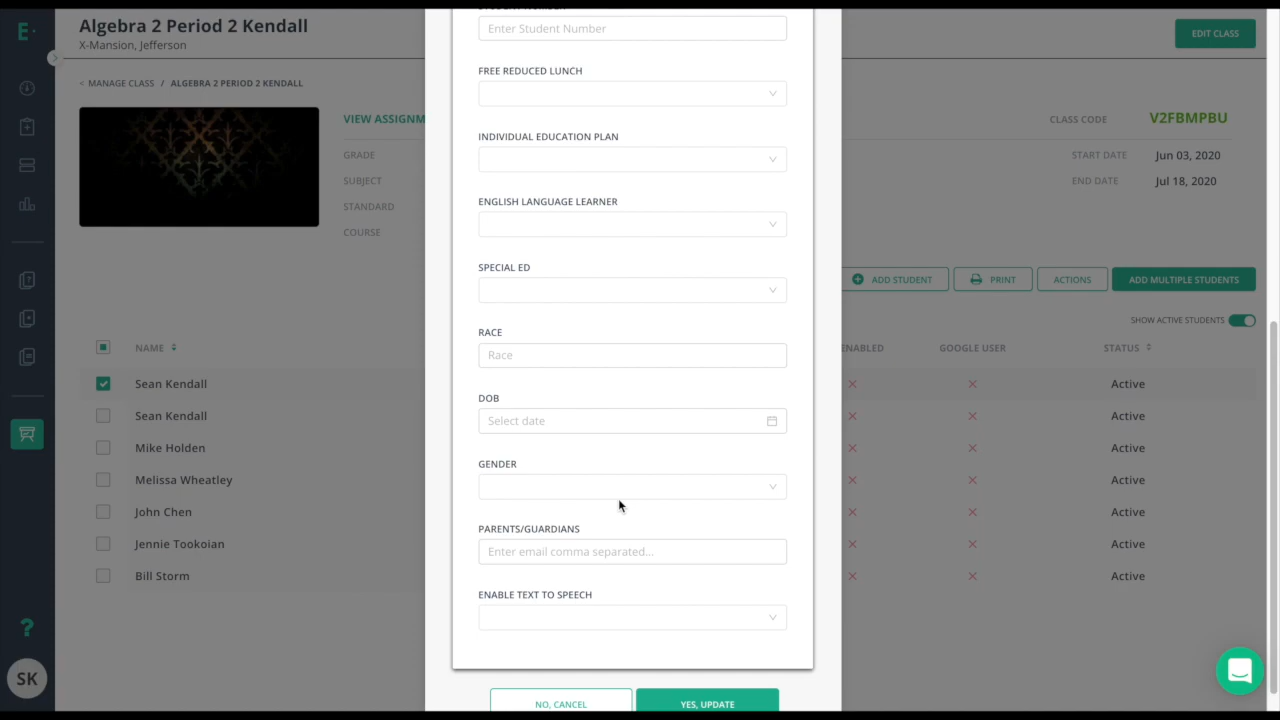 E
Algebra 2 Period 2 Kendall
X-Mansion, Jefferson
EDIT CLASS
< MANAGE CLASS / ALGEBRA 2 PERIOD 2 KENDALL
VIEW ASSIGNM
GRADE
SUBJECT
STANDARD
COURSE
CLASS CODE V2FBMPBU
START DATE Jun 03, 2020
END DATE Jul 18, 2020
ADD STUDENT
PRINT
ACTIONS
ADD MULTIPLE STUDENTS
SHOW ACTIVE STUDENTS
NAME
ENABLED
GOOGLE USER
STATUS
Sean Kendall Active
Sean Kendall Active
Mike Holden Active
Melissa Wheatley Active
John Chen Active
Jennie Tookoian Active
Bill Storm Active
Enter Student Number
FREE REDUCED LUNCH
INDIVIDUAL EDUCATION PLAN
ENGLISH LANGUAGE LEARNER
SPECIAL ED
RACE
Race
DOB
Select date
GENDER
PARENTS/GUARDIANS
Enter email comma separated...
ENABLE TEXT TO SPEECH
NO, CANCEL
YES, UPDATE
?
SK